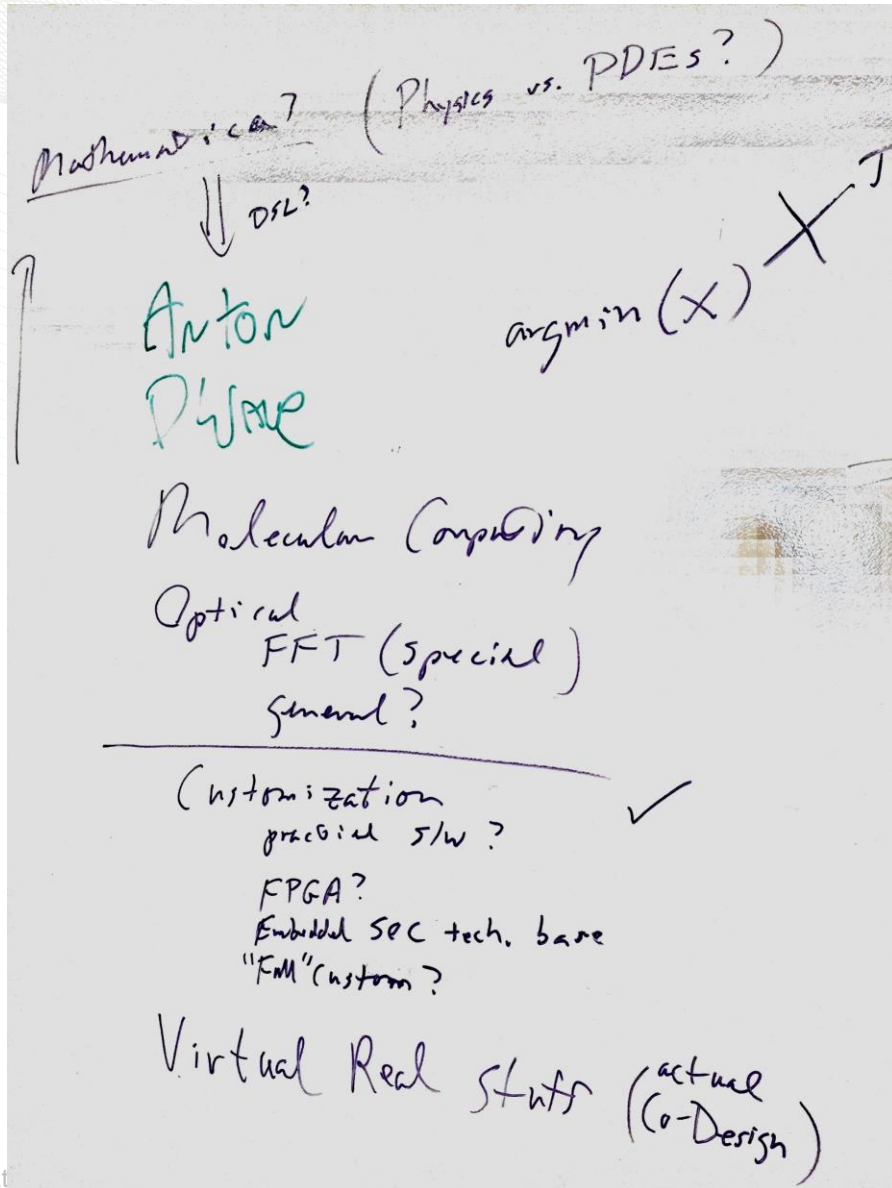 (Physics vs. PDEs?)
Mathematica?
DSL?
J
argmin (X)
Anton
D'Wave
Molecular Computing
Optical
FFT (special)
general?
Customization ✓
practical s/w?
FPGA?
Embedded SOC tech. base
"Full" Custom?
Virtual Real Stuff (actual
Co-Design)
t